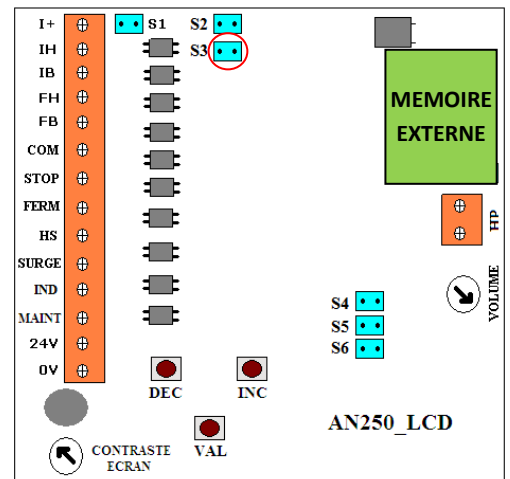 I+
IH
IB
FH
FB
COM
STOP
FERM
HS
SURGE
IND
MAINT
24V
0V
S1
S2
S3
MEMOIRE
EXTERNE
HP
VOLUME
S4
S5
S6
DEC
INC
VAL
AN250_LCD
CONTRASTE
ECRAN